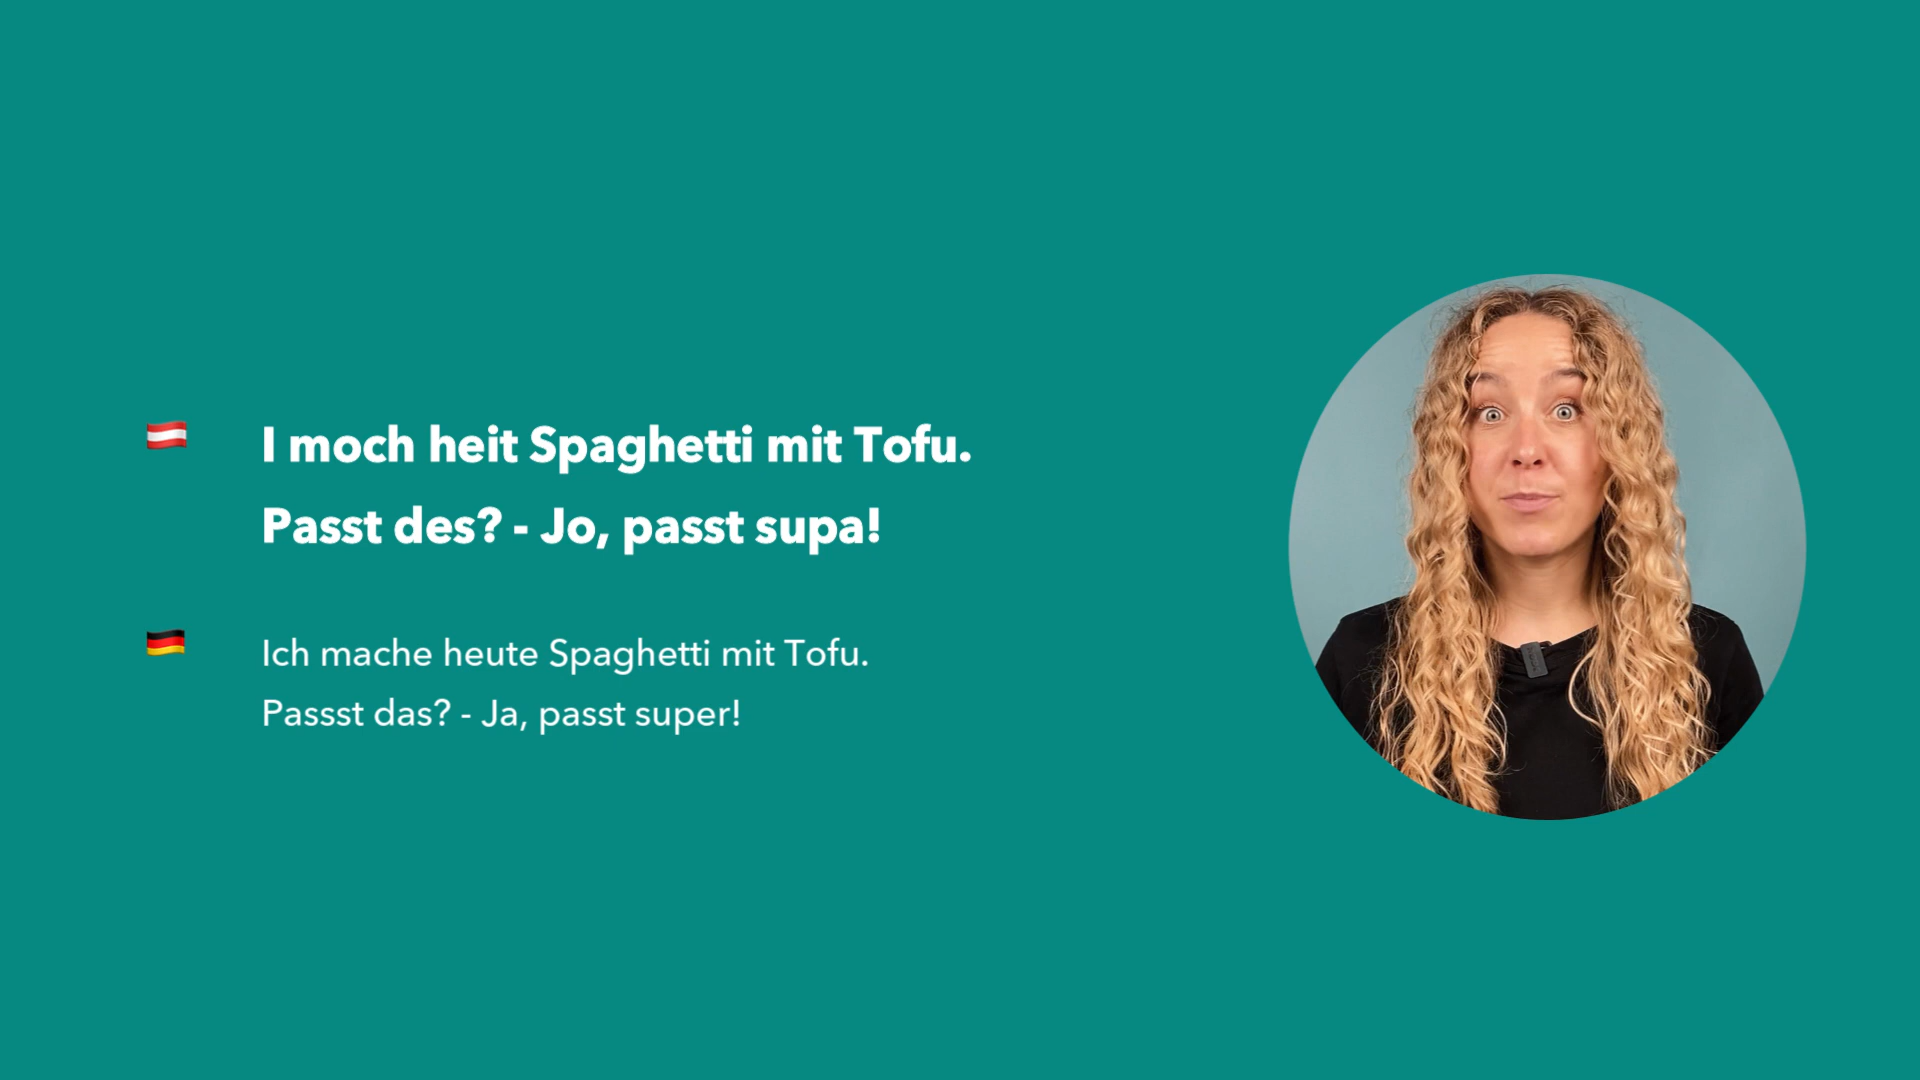 I moch heit Spaghetti mit Tofu.
Passt des? - Jo, passt supa!
Ich mache heute Spaghetti mit Tofu.
Passst das? - Ja, passt super!